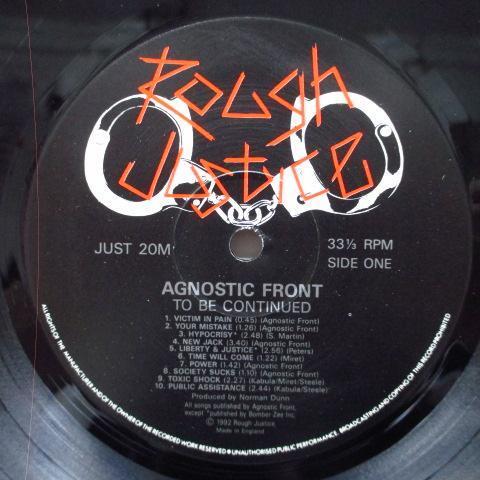 Rough
Justice
JUST 20M
33⅓ RPM
SIDE ONE
AGNOSTIC FRONT
TO BE CONTINUED
1. VICTIM IN PAIN (0.45) (Agnostic Front)
2. YOUR MISTAKE (1.26) (Agnostic Front)
3. HYPOCRISY* (2.48) (S. Martin)
4. NEW JACK (3.40) (Agnostic Front)
5. LIBERTY & JUSTICE* (2.56) (Peters)
6. TIME WILL COME (1.22) (Miret)
7. POWER (1.42) (Agnostic Front)
8. SOCIETY SUCKS (1.10) (Agnostic Front)
9. TOXIC SHOCK (2.27) (Kabula/Miret/Steele)
10. PUBLIC ASSISTANCE (2.44) (Kabula/Steele)
Produced by Norman Dunn
All songs published by Agnostic Front,
except *published by Bomber Zee Inc.
© 1992 Rough Justice.
Made in England.
ALL RIGHTS OF THE MANUFACTURER AND OF THE OWNER OF THE RECORDED WORK RESERVED ● UNAUTHORISED PUBLIC PERFORMANCE, BROADCASTING AND COPYING OF THIS RECORD PROHIBITED